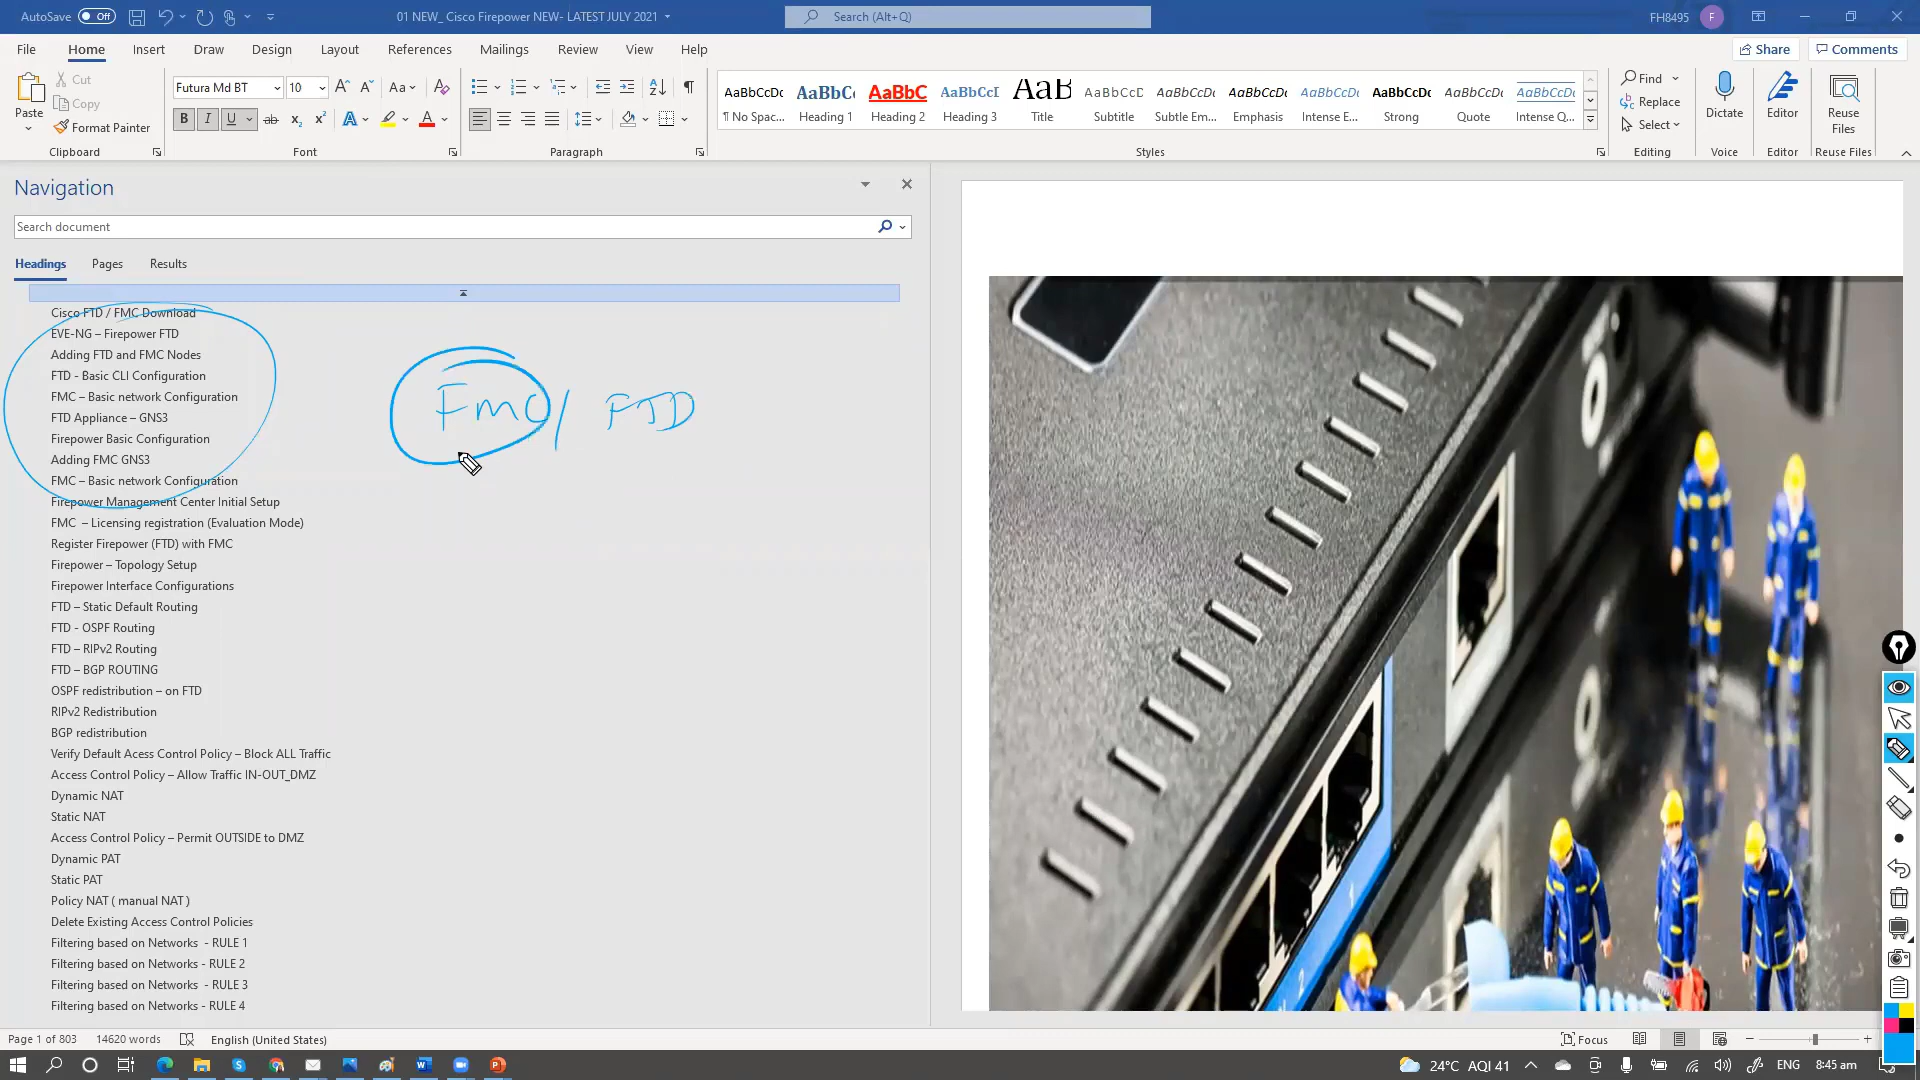 AutoSave Off
01 NEW_ Cisco Firepower NEW- LATEST JULY 2021
Search (Alt+Q)
FH8495
F
File Home Insert Draw Design Layout References Mailings Review View Help
Share
Comments
Paste
Cut
Copy
Format Painter
Clipboard
Futura Md BT
10
Font
Paragraph
AaBbCcDc AaBbC( AaBbC AaBbCcI AaB AaBbCcD AaBbCcDc AaBbCcDc AaBbCcDc AaBbCcDc AaBbCcDc AaBbCcDc
¶ No Spac... Heading 1 Heading 2 Heading 3 Title Subtitle Subtle Em... Emphasis Intense E... Strong Quote Intense Q...
Styles
Find
Replace
Select
Editing
Dictate
Voice
Editor
Editor
Reuse
Files
Reuse Files
Navigation
Search document
Headings Pages Results
Cisco FTD / FMC Download
EVE-NG – Firepower FTD
Adding FTD and FMC Nodes
FTD - Basic CLI Configuration
FMC – Basic network Configuration
FTD Appliance – GNS3
Firepower Basic Configuration
Adding FMC GNS3
FMC – Basic network Configuration
Firepower Management Center Initial Setup
FMC – Licensing registration (Evaluation Mode)
Register Firepower (FTD) with FMC
Firepower – Topology Setup
Firepower Interface Configurations
FTD – Static Default Routing
FTD - OSPF Routing
FTD – RIPv2 Routing
FTD – BGP ROUTING
OSPF redistribution – on FTD
RIPv2 Redistribution
BGP redistribution
Verify Default Acess Control Policy – Block ALL Traffic
Access Control Policy – Allow Traffic IN-OUT_DMZ
Dynamic NAT
Static NAT
Access Control Policy – Permit OUTSIDE to DMZ
Dynamic PAT
Static PAT
Policy NAT ( manual NAT )
Delete Existing Access Control Policies
Filtering based on Networks - RULE 1
Filtering based on Networks - RULE 2
Filtering based on Networks - RULE 3
Filtering based on Networks - RULE 4
FmC / FTD
1
2
Page 1 of 803 14620 words English (United States)
Focus
24°C AQI 41
ENG
8:45 am